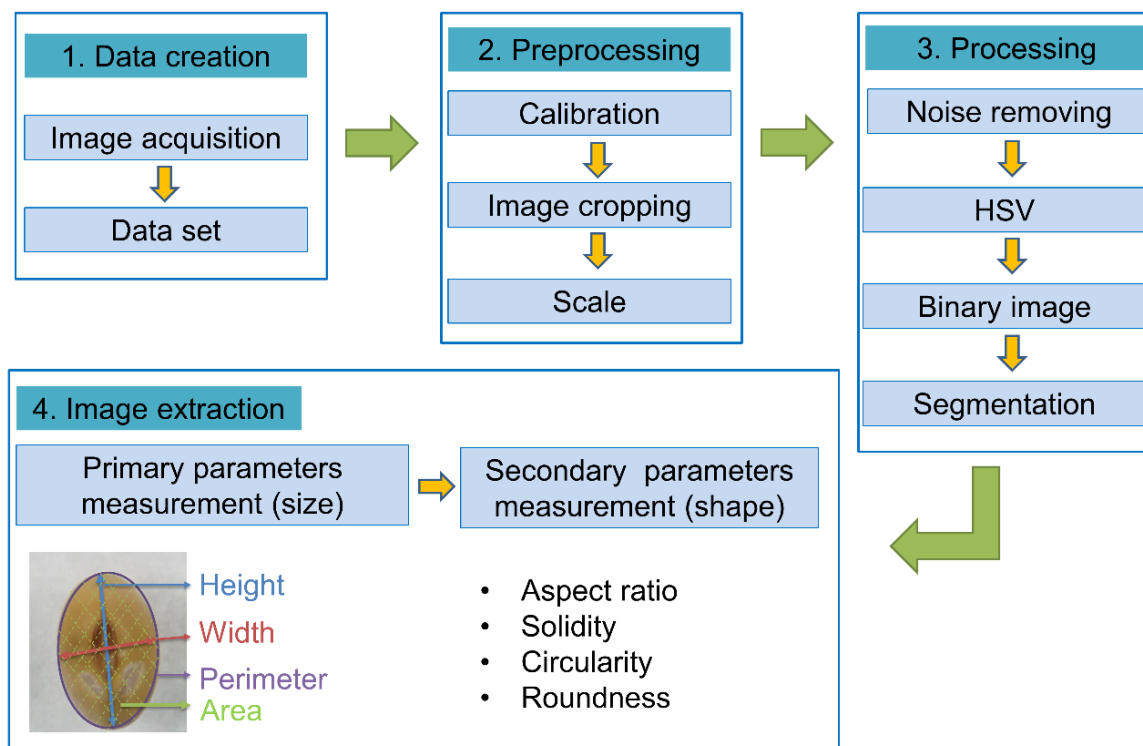 1. Data creation
Image acquisition
Data set
2. Preprocessing
Calibration
Image cropping
Scale
3. Processing
Noise removing
HSV
Binary image
Segmentation
4. Image extraction
Primary parameters
measurement (size)
Secondary parameters
measurement (shape)
Height
Width
Perimeter
Area
• Aspect ratio
• Solidity
• Circularity
• Roundness